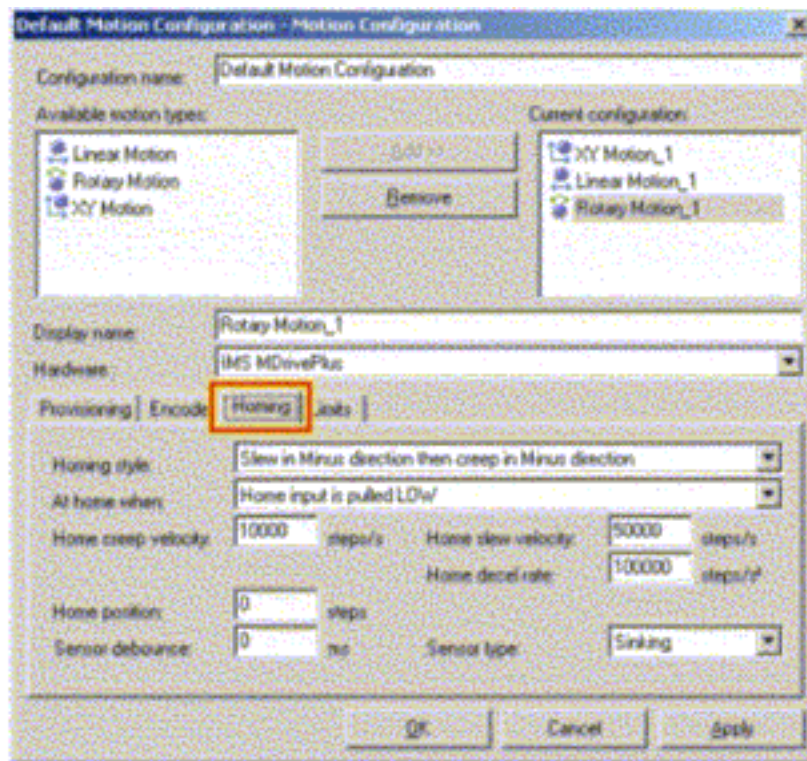 Default Motion Configuration - Motion Configuration
Configuration name: Default Motion Configuration
Available motion types: Current configuration:
Linear Motion
Rotary Motion
XY Motion
Add >>
Remove
XY Motion_1
Linear Motion_1
Rotary Motion_1
Display name: Rotary Motion_1
Hardware: IMS MDrivePlus
Provisioning Encode Homing Limits
Homing style: Slew in Minus direction then creep in Minus direction
At home when: Home input is pulled LOW
Home creep velocity: 10000 steps/s Home slew velocity: 50000 steps/s
Home decel rate: 100000 steps/s²
Home position: 0 steps
Sensor debounce: 0 ms Sensor type: Sinking
OK Cancel Apply